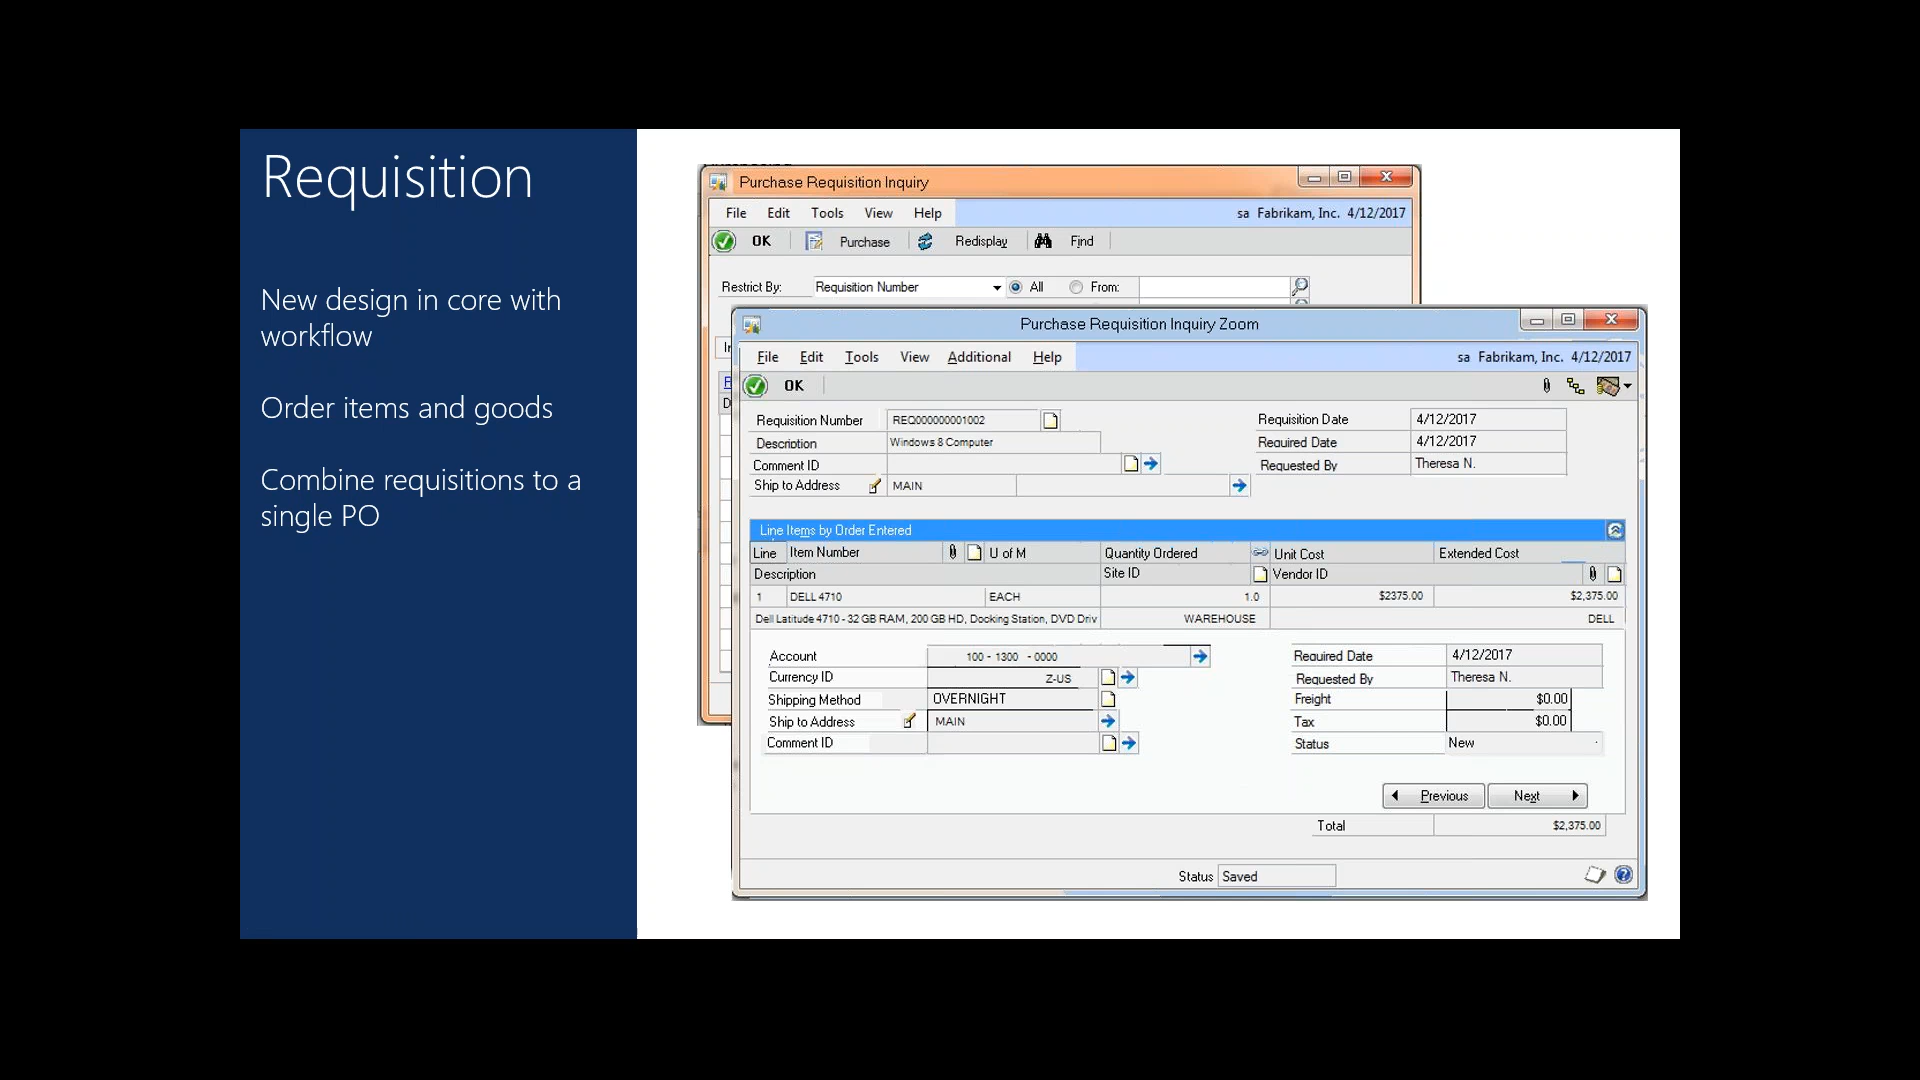 Requisition
New design in core with
workflow
Order items and goods
Combine requisitions to a
single PO
Purchase Requisition Inquiry
File Edit Tools View Help sa Fabrikam, Inc. 4/12/2017
OK Purchase Redisplay Find
Restrict By: Requisition Number All From:
Purchase Requisition Inquiry Zoom
File Edit Tools View Additional Help sa Fabrikam, Inc. 4/12/2017
OK
Requisition Number REQ000000001002 Requisition Date 4/12/2017
Description Windows 8 Computer Required Date 4/12/2017
Comment ID Requested By Theresa N.
Ship to Address MAIN
Line Items by Order Entered
Line Item Number U of M Quantity Ordered Unit Cost Extended Cost
Description Site ID Vendor ID
1 DELL 4710 EACH 1.0 $2375.00 $2,375.00
Dell Latitude 4710 - 32 GB RAM, 200 GB HD, Docking Station, DVD Driv WAREHOUSE DELL
Account 100 - 1300 - 0000 Required Date 4/12/2017
Currency ID Z-US Requested By Theresa N.
Shipping Method OVERNIGHT Freight $0.00
Ship to Address MAIN Tax $0.00
Comment ID Status New
Previous Next
Total $2,375.00
Status Saved